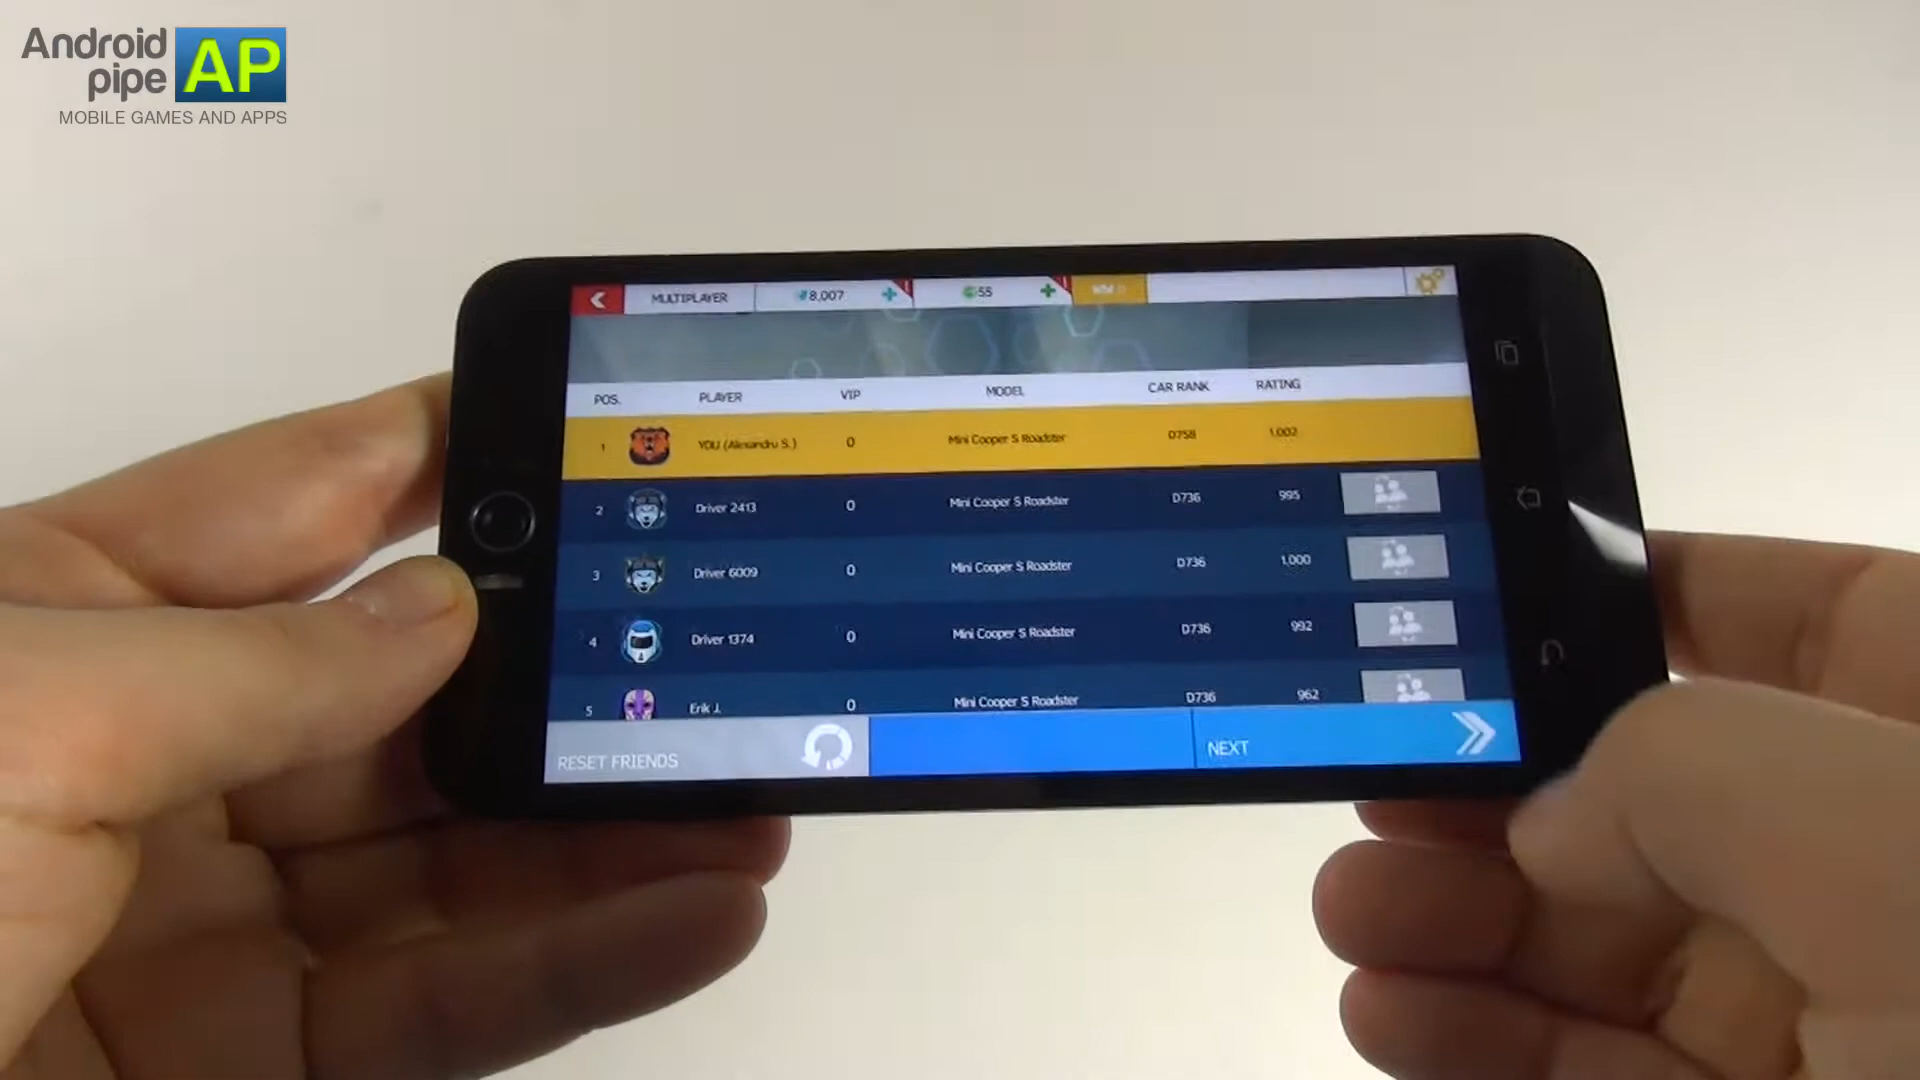 Android
pipe AP
MOBILE GAMES AND APPS
MULTIPLAYER 8,007 55
POS. PLAYER VIP MODEL CAR RANK RATING
1 YOU (Alexandru S.) 0 Mini Cooper S Roadster D758 1,002
2 Driver 2413 0 Mini Cooper S Roadster D736 995
3 Driver 6009 0 Mini Cooper S Roadster D736 1,000
4 Driver 1374 0 Mini Cooper S Roadster D736 992
5 Erik J. 0 Mini Cooper S Roadster D736 962
RESET FRIENDS NEXT